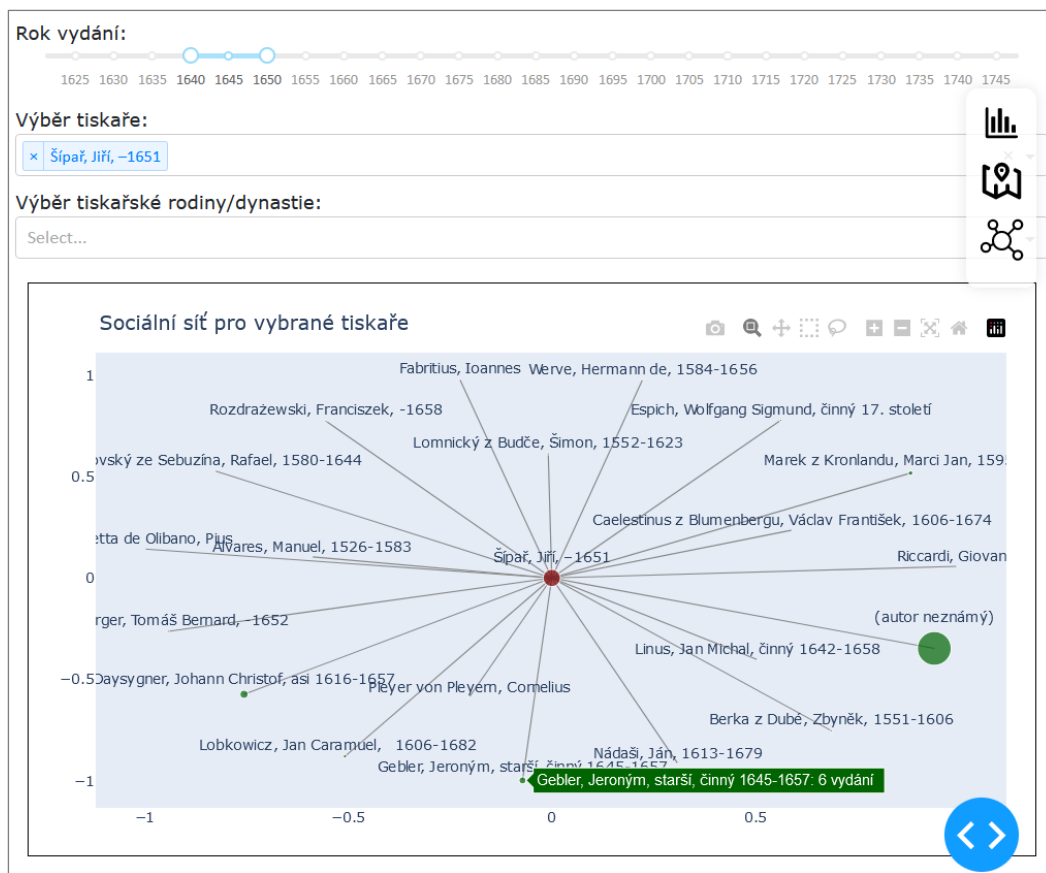 Rok vydání:
1625 1630 1635 1640 1645 1650 1655 1660 1665 1670 1675 1680 1685 1690 1695 1700 1705 1710 1715 1720 1725 1730 1735 1740 1745
Výběr tiskaře:
× Šípař, Jiří, –1651
Výběr tiskařské rodiny/dynastie:
Select...
Sociální síť pro vybrané tiskaře
Fabritius, Ioannes
Werve, Hermann de, 1584-1656
1
Rozdrażewski, Franciszek, -1658
Espich, Wolfgang Sigmund, činný 17. století
Lomnický z Budče, Šimon, 1552-1623
ovský ze Sebuzína, Rafael, 1580-1644
Marek z Kronlandu, Marci Jan, 159
0.5
Caelestinus z Blumenbergu, Václav František, 1606-1674
etta de Olibano, Pius
Alvares, Manuel, 1526-1583
Šípař, Jiří, –1651
Riccardi, Giovan
0
rger, Tomáš Bernard, -1652
(autor neznámý)
Linus, Jan Michal, činný 1642-1658
−0.5
Daysygner, Johann Christof, asi 1616-1657
Pleyer von Pleyern, Cornelius
Berka z Dubé, Zbyněk, 1551-1606
Lobkowicz, Jan Caramuel, 1606-1682
Nádaši, Ján, 1613-1679
Gebler, Jeroným, starší, činný 1645-1657
−1
Gebler, Jeroným, starší, činný 1645-1657: 6 vydání
−1 −0.5 0 0.5